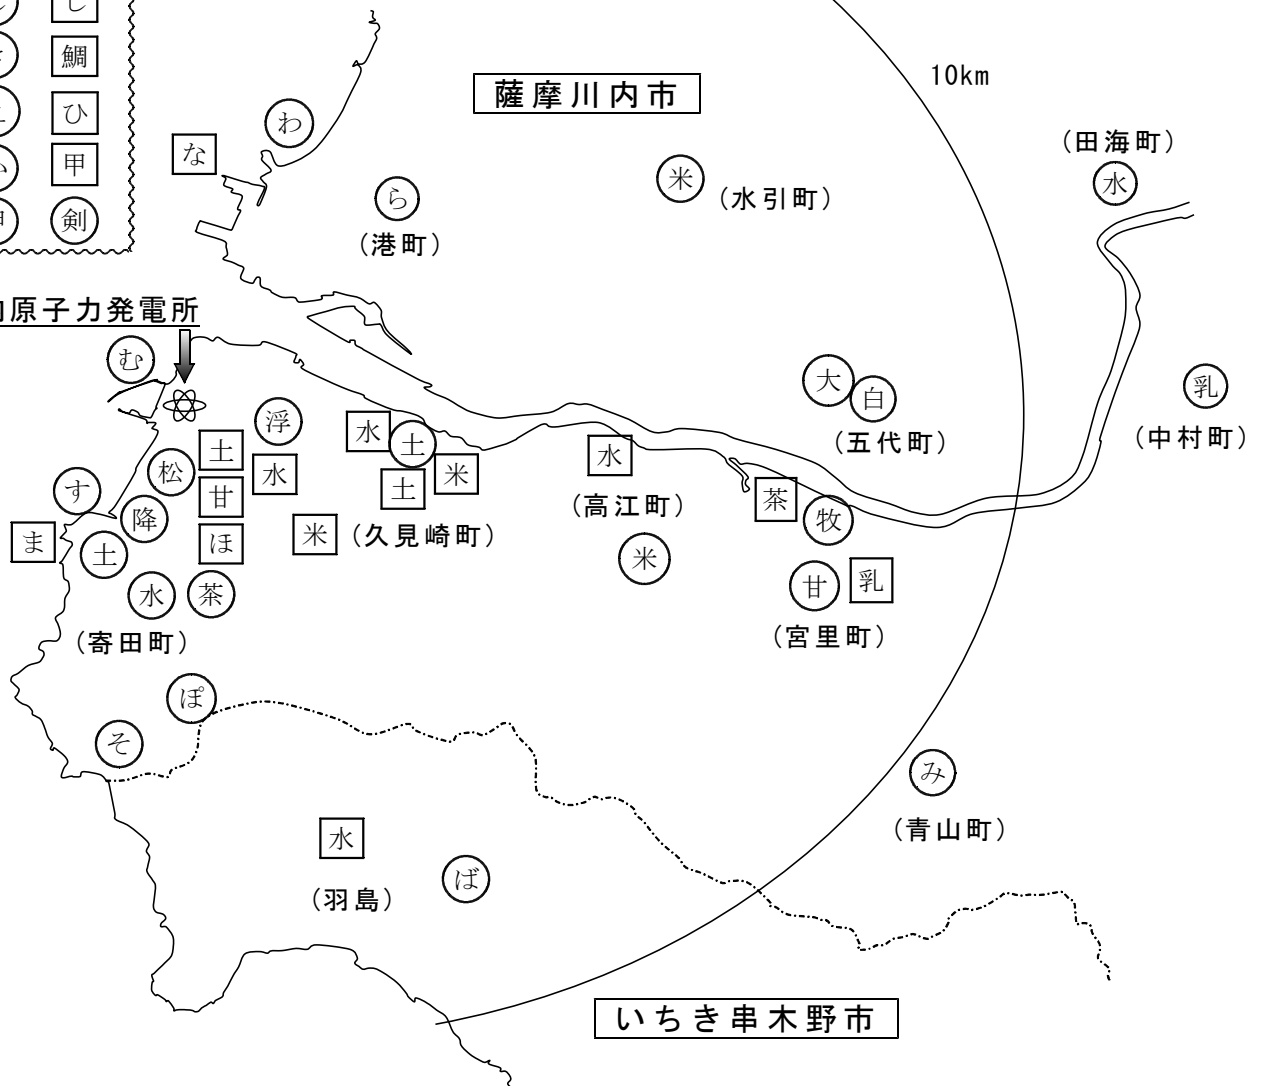 し
鯛
ひ
甲
剣
10km
薩摩川内市
わ
な
米
(水引町)
ら
(港町)
(田海町)
水
原子力発電所
む
大
白
(五代町)
乳
(中村町)
浮
水
土
土
米
土
水
松
甘
す
降
ほ
ま
土
米
(久見崎町)
水
(高江町)
米
茶
牧
甘
乳
(宮里町)
水
茶
(寄田町)
ぽ
そ
み
(青山町)
水
ば
(羽島)
いちき串木野市